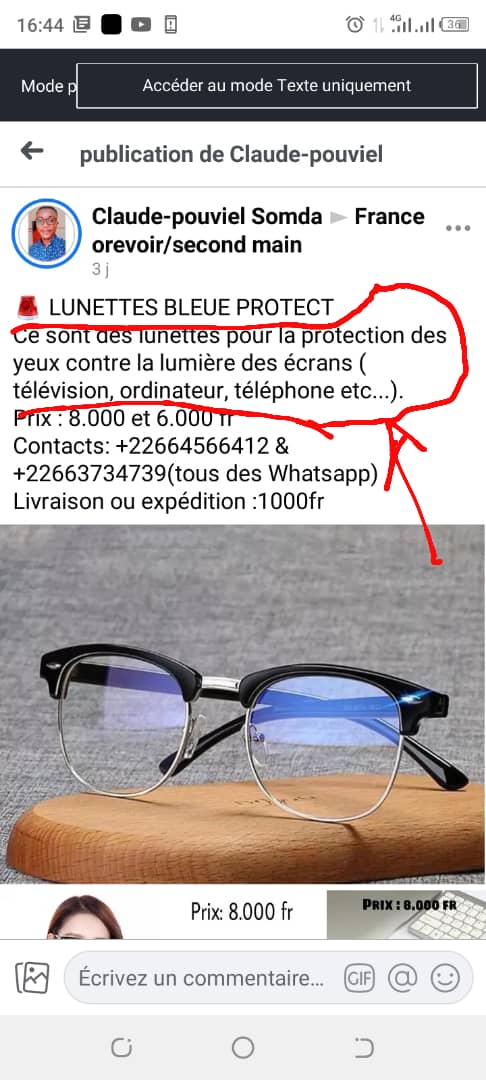 16:44
4G
36
Mode p
Accéder au mode Texte uniquement
publication de Claude-pouviel
Claude-pouviel Somda ► France
orevoir/second main
3 j
🚨 LUNETTES BLEUE PROTECT
Ce sont des lunettes pour la protection des
yeux contre la lumière des écrans (
télévision, ordinateur, téléphone etc...).
Prix : 8.000 et 6.000 fr
Contacts: +22664566412 &
+22663734739(tous des Whatsapp)
Livraison ou expédition :1000fr
Prix: 8.000 fr
PRIX : 8.000 FR
Écrivez un commentaire...
GIF
@